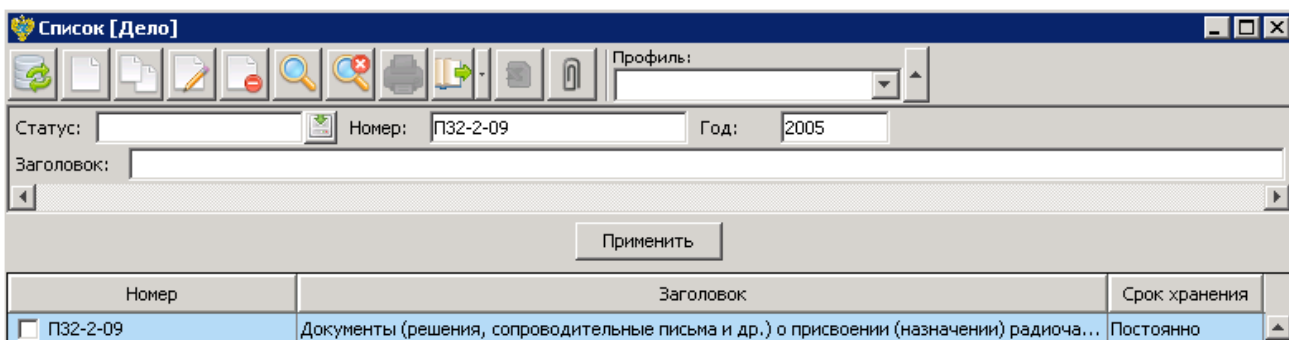 Список [Дело]
Профиль:
Статус: Номер: П32-2-09 Год: 2005
Заголовок:
Применить
Номер Заголовок Срок хранения
П32-2-09 Документы (решения, сопроводительные письма и др.) о присвоении (назначении) радиоча... Постоянно